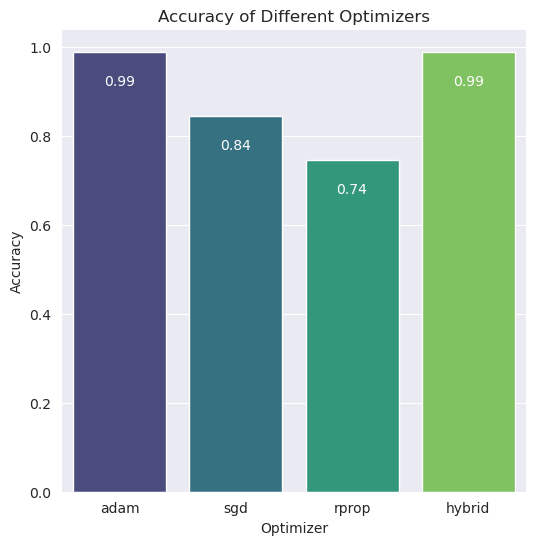 Accuracy of Different Optimizers
1.0
0.8
0.6
0.4
0.2
0.0
Accuracy
0.99
0.84
0.74
0.99
adam
sgd
rprop
hybrid
Optimizer